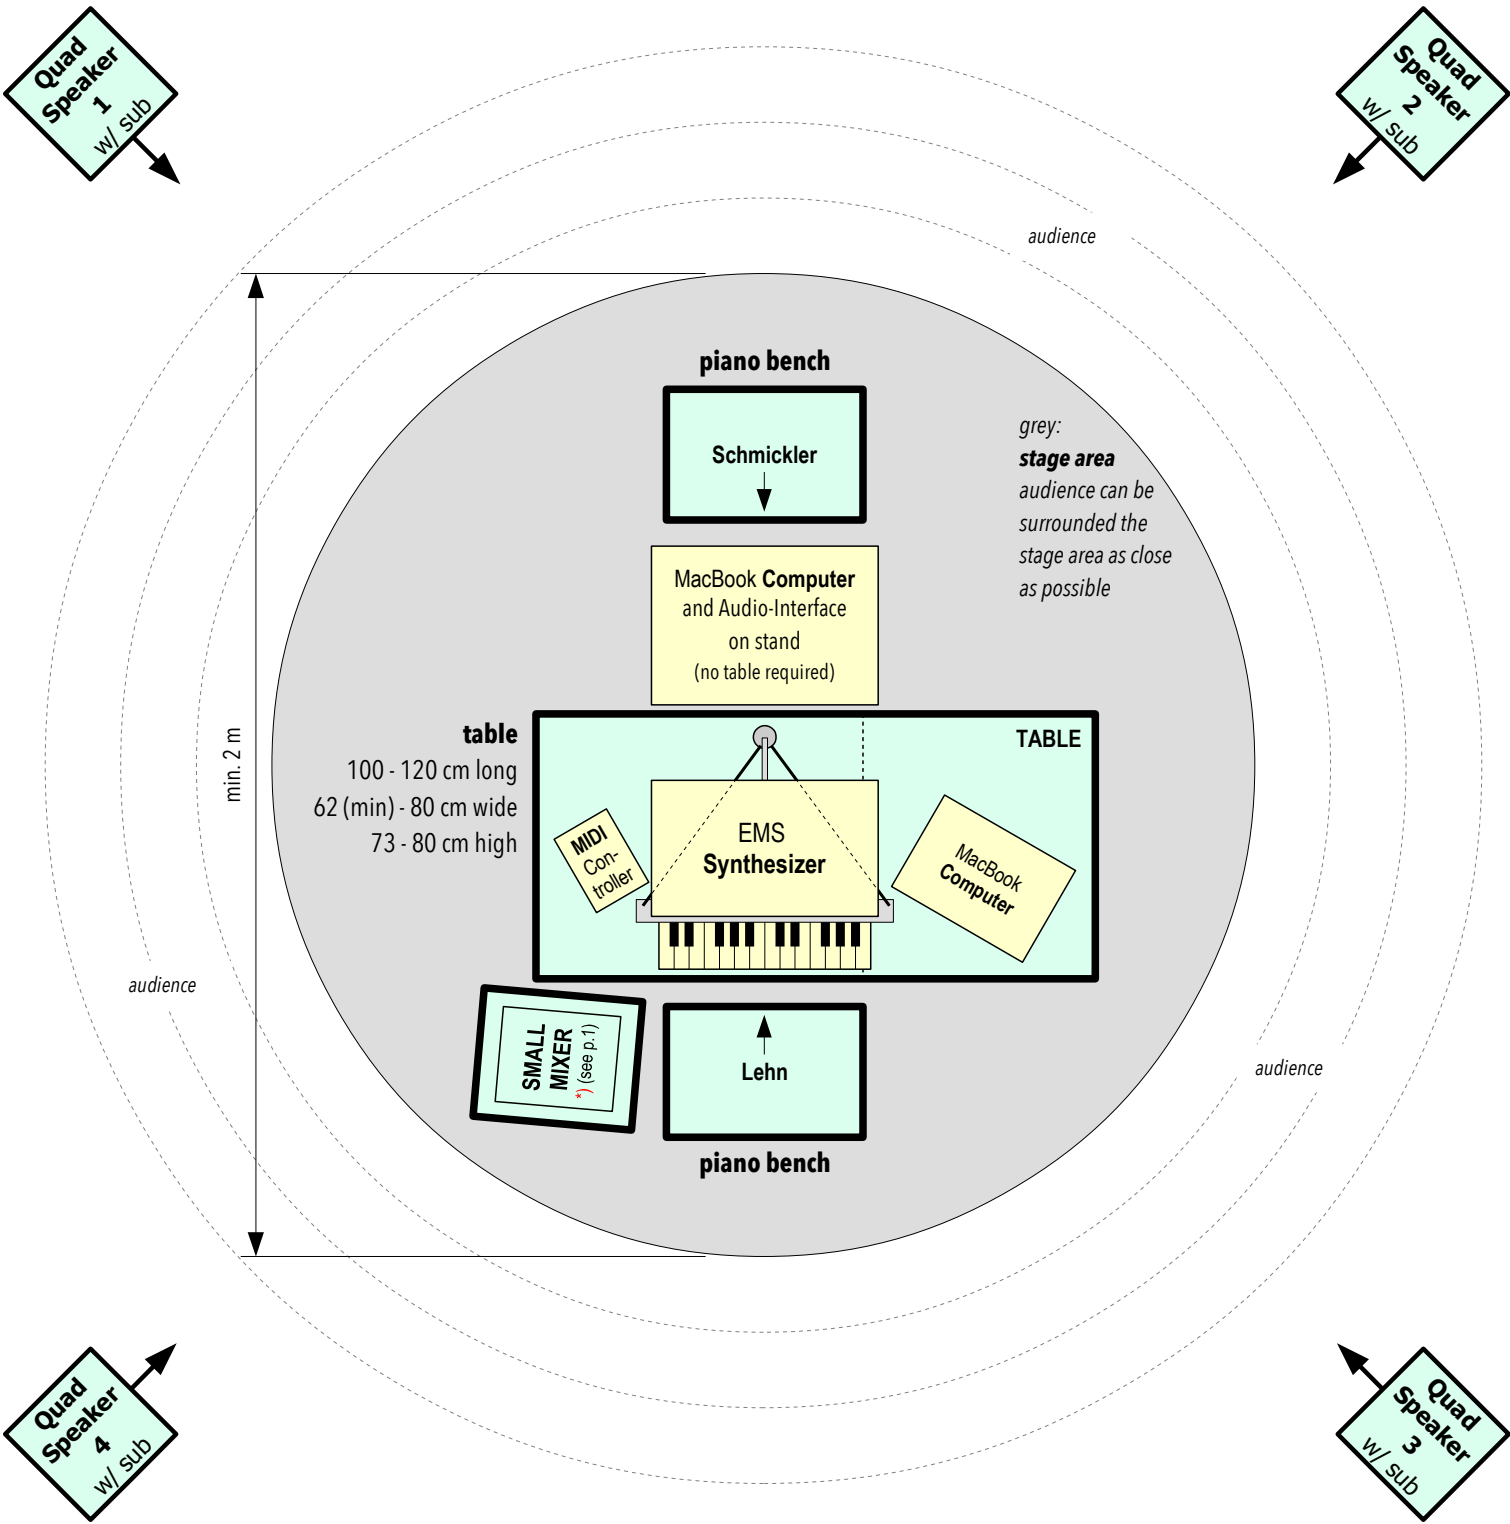 Quad
Speaker
1
w/ sub
Quad
Speaker
2
w/ sub
audience
piano bench
Schmickler
grey:
stage area
audience can be
surrounded the
stage area as close
as possible
MacBook Computer
and Audio-Interface
on stand
(no table required)
min. 2 m
table
100 - 120 cm long
62 (min) - 80 cm wide
73 - 80 cm high
TABLE
MIDI
Con-
troller
EMS
Synthesizer
MacBook
Computer
audience
SMALL
MIXER
*) (see p.1)
Lehn
audience
piano bench
Quad
Speaker
4
w/ sub
Quad
Speaker
3
w/ sub